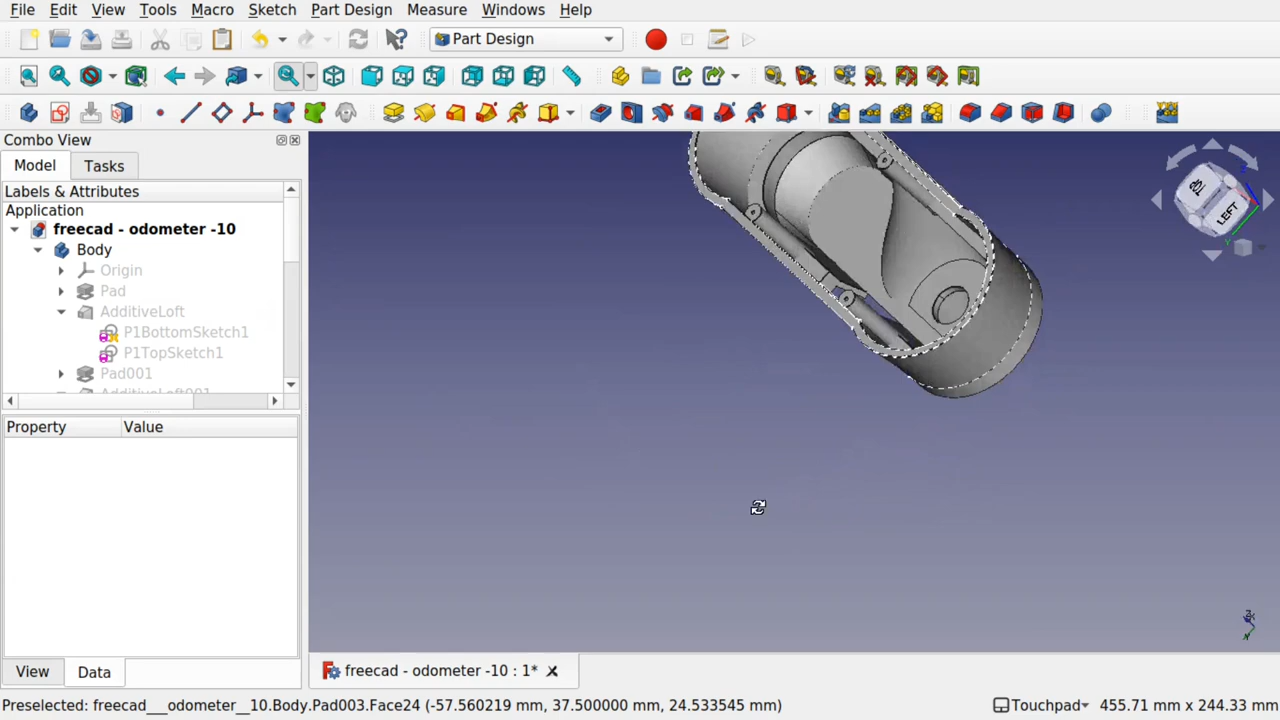 File Edit View Tools Macro Sketch Part Design Measure Windows Help
Part Design
Combo View
Model Tasks
Labels & Attributes
Application
freecad - odometer -10
Body
Origin
Pad
AdditiveLoft
P1BottomSketch1
P1TopSketch1
Pad001
AdditiveLoft001
Property Value
LEFT
View Data
freecad - odometer -10 : 1*
Preselected: freecad___odometer__10.Body.Pad003.Face24 (-57.560219 mm, 37.500000 mm, 24.533545 mm) Touchpad 455.71 mm x 244.33 mm